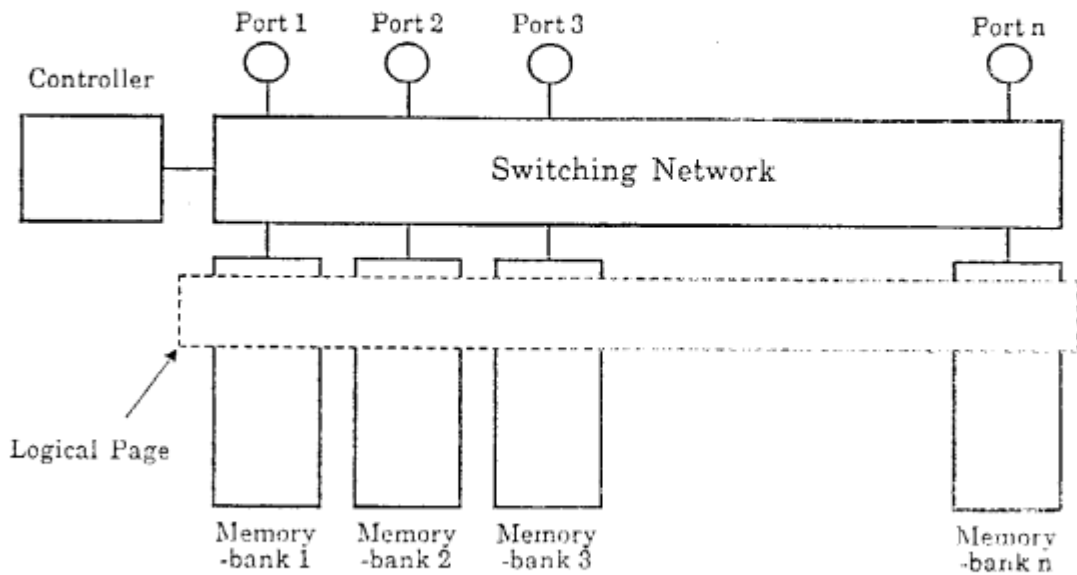 Port 1 Port 2 Port 3 Port n
Controller
Switching Network
Logical Page
Memory Memory Memory Memory
-bank 1 -bank 2 -bank 3 -bank n